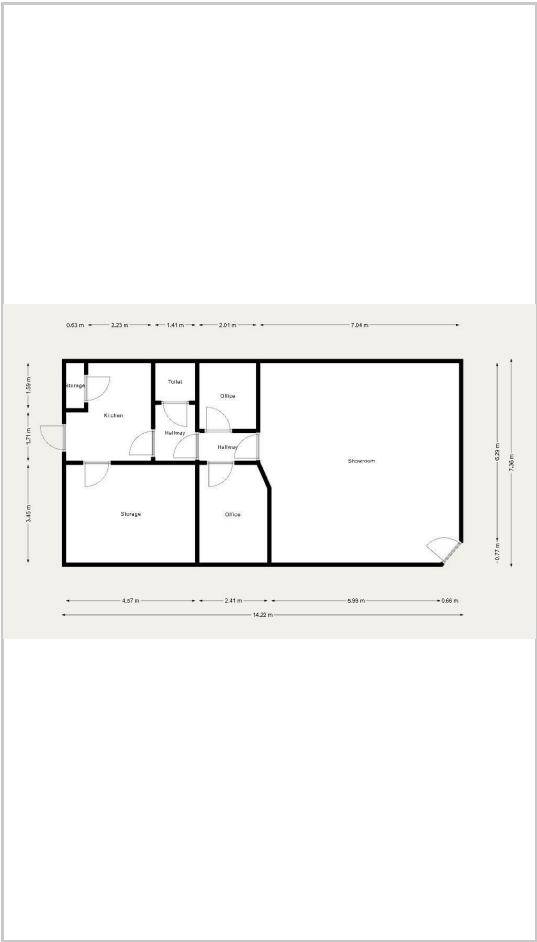 0.63 m 2.23 m 1.41 m 2.01 m 7.04 m
1.59 m
Storage
Toilet
Office
Kitchen
Hallway
1.71 m
Hallway
Showroom
6.29 m
7.36 m
3.45 m
Storage
Office
0.77 m
4.57 m 2.41 m 5.99 m 0.66 m
14.22 m